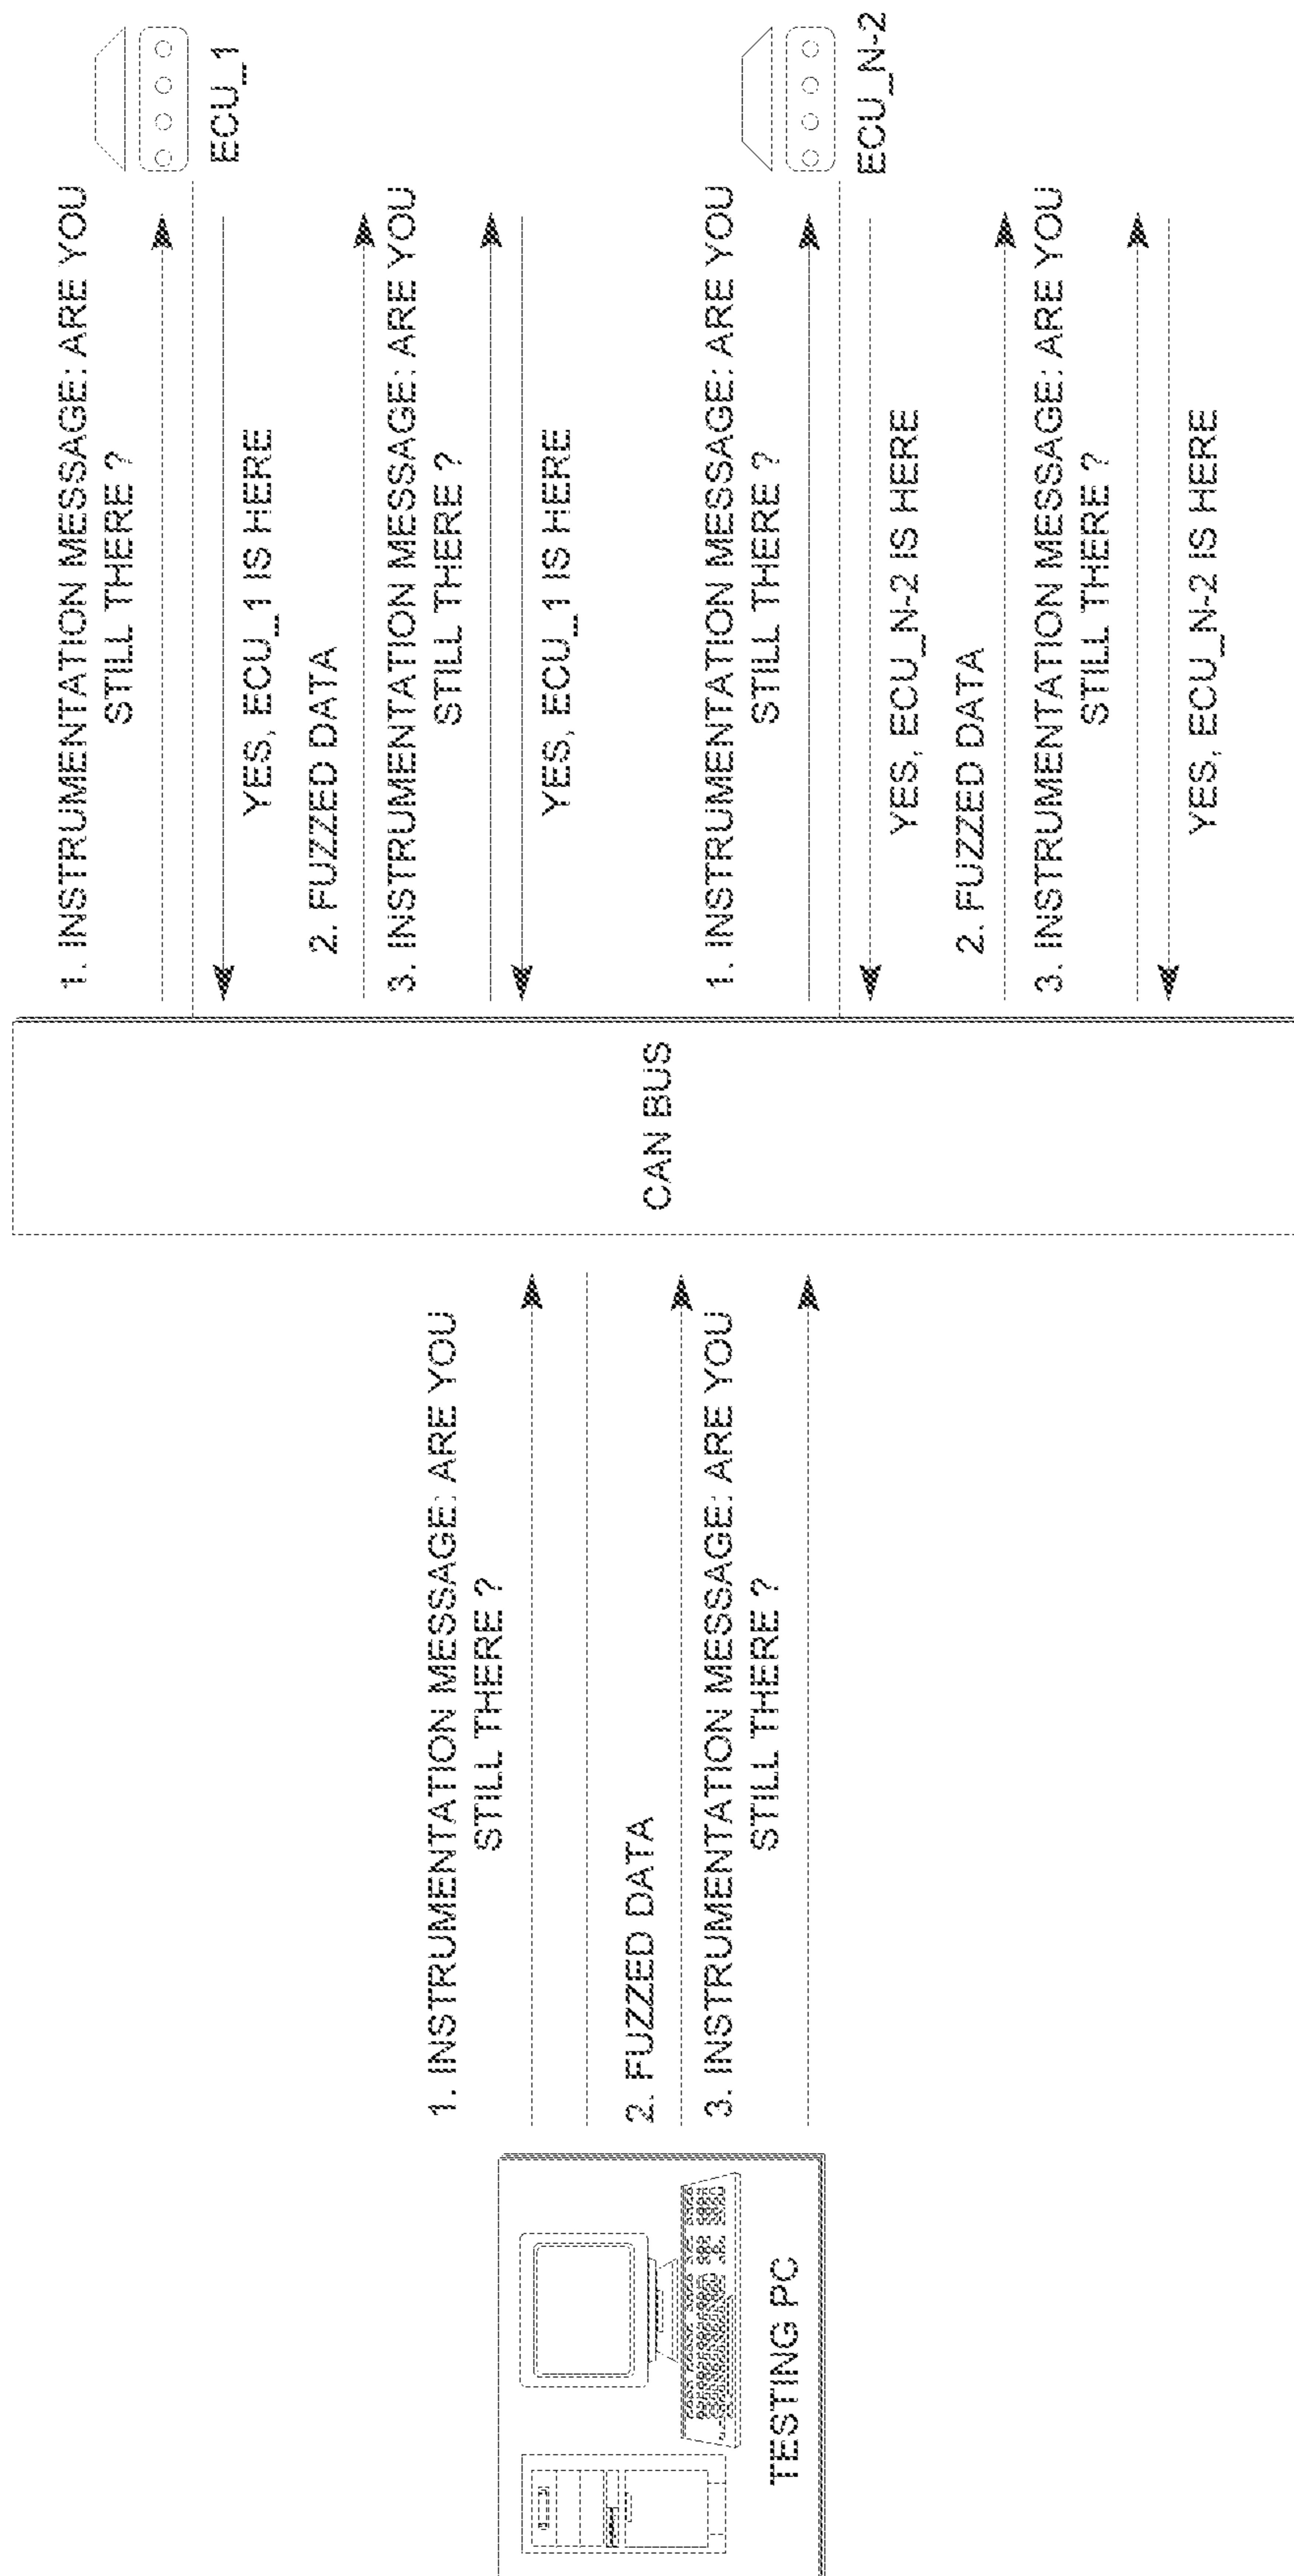 TESTING PC
1. INSTRUMENTATION MESSAGE: ARE YOU
STILL THERE ?
2. FUZZED DATA
3. INSTRUMENTATION MESSAGE: ARE YOU
STILL THERE ?
CAN BUS
1. INSTRUMENTATION MESSAGE: ARE YOU
STILL THERE ?
YES, ECU_1 IS HERE
2. FUZZED DATA
3. INSTRUMENTATION MESSAGE: ARE YOU
STILL THERE ?
YES, ECU_1 IS HERE
ECU_1
1. INSTRUMENTATION MESSAGE: ARE YOU
STILL THERE ?
YES, ECU_N-2 IS HERE
2. FUZZED DATA
3. INSTRUMENTATION MESSAGE: ARE YOU
STILL THERE ?
YES, ECU_N-2 IS HERE
ECU_N-2